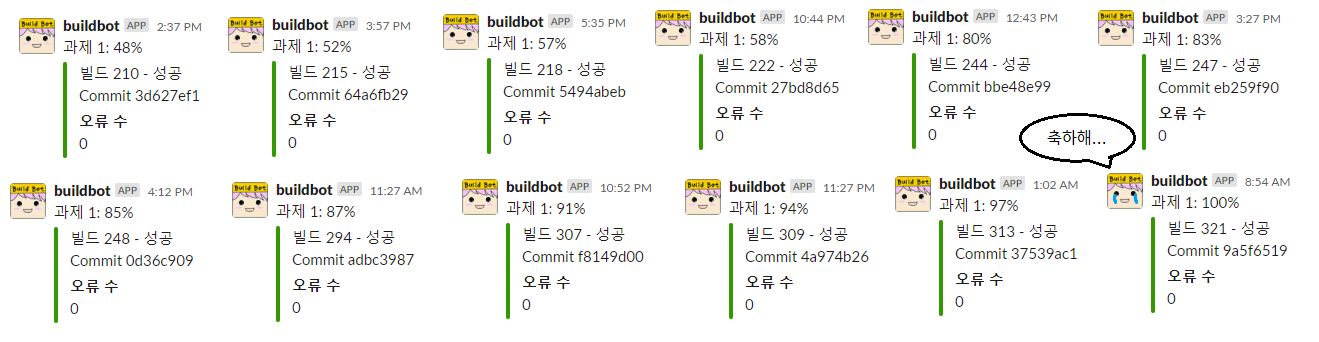 Build Bot
buildbot APP 2:37 PM
과제 1: 48%
빌드 210 - 성공
Commit 3d627ef1
오류 수
0
Build Bot
buildbot APP 3:57 PM
과제 1: 52%
빌드 215 - 성공
Commit 64a6fb29
오류 수
0
Build Bot
buildbot APP 5:35 PM
과제 1: 57%
빌드 218 - 성공
Commit 5494abeb
오류 수
0
Build Bot
buildbot APP 10:44 PM
과제 1: 58%
빌드 222 - 성공
Commit 27bd8d65
오류 수
0
Build Bot
buildbot APP 12:43 PM
과제 1: 80%
빌드 244 - 성공
Commit bbe48e99
오류 수
0
Build Bot
buildbot APP 3:27 PM
과제 1: 83%
빌드 247 - 성공
Commit eb259f90
오류 수
0
Build Bot
buildbot APP 4:12 PM
과제 1: 85%
빌드 248 - 성공
Commit 0d36c909
오류 수
0
Build Bot
buildbot APP 11:27 AM
과제 1: 87%
빌드 294 - 성공
Commit adbc3987
오류 수
0
Build Bot
buildbot APP 10:52 PM
과제 1: 91%
빌드 307 - 성공
Commit f8149d00
오류 수
0
Build Bot
buildbot APP 11:27 PM
과제 1: 94%
빌드 309 - 성공
Commit 4a974b26
오류 수
0
Build Bot
buildbot APP 1:02 AM
과제 1: 97%
빌드 313 - 성공
Commit 37539ac1
오류 수
0
축하해...
Build Bot
buildbot APP 8:54 AM
과제 1: 100%
빌드 321 - 성공
Commit 9a5f6519
오류 수
0